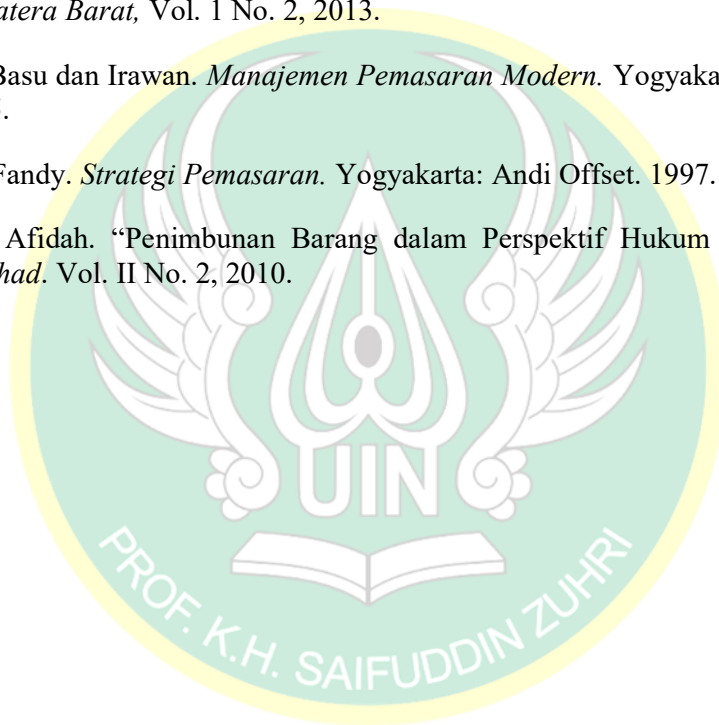 atera Barat, Vol. 1 No. 2, 2013.
Basu dan Irawan. Manajemen Pemasaran Modern. Yogyaka
.
Fandy. Strategi Pemasaran. Yogyakarta: Andi Offset. 1997.
Afidah. “Penimbunan Barang dalam Perspektif Hukum
had. Vol. II No. 2, 2010.
UIN
PROF. K.H. SAIFUDDIN ZUHRI